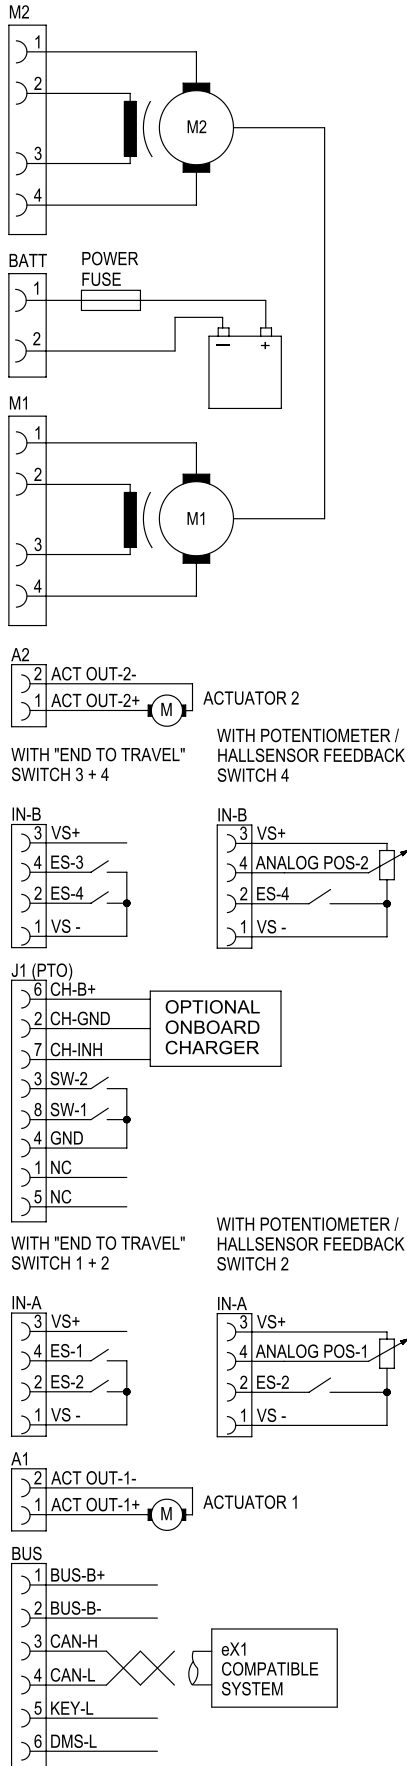 M2
1
2
M2
3
4
BATT
POWER
FUSE
1
2
— +
M1
1
2
M1
3
4
A2
2 ACT OUT-2-
1 ACT OUT-2+
M
ACTUATOR 2
WITH "END TO TRAVEL"
SWITCH 3 + 4
WITH POTENTIOMETER /
HALLSENSOR FEEDBACK
SWITCH 4
IN-B
3 VS+
4 ES-3
2 ES-4
1 VS -
IN-B
3 VS+
4 ANALOG POS-2
2 ES-4
1 VS -
J1 (PTO)
6 CH-B+
2 CH-GND
7 CH-INH
3 SW-2
8 SW-1
4 GND
1 NC
5 NC
OPTIONAL
ONBOARD
CHARGER
WITH "END TO TRAVEL"
SWITCH 1 + 2
WITH POTENTIOMETER /
HALLSENSOR FEEDBACK
SWITCH 2
IN-A
3 VS+
4 ES-1
2 ES-2
1 VS -
IN-A
3 VS+
4 ANALOG POS-1
2 ES-2
1 VS -
A1
2 ACT OUT-1-
1 ACT OUT-1+
M
ACTUATOR 1
BUS
1 BUS-B+
2 BUS-B-
3 CAN-H
4 CAN-L
5 KEY-L
6 DMS-L
eX1
COMPATIBLE
SYSTEM